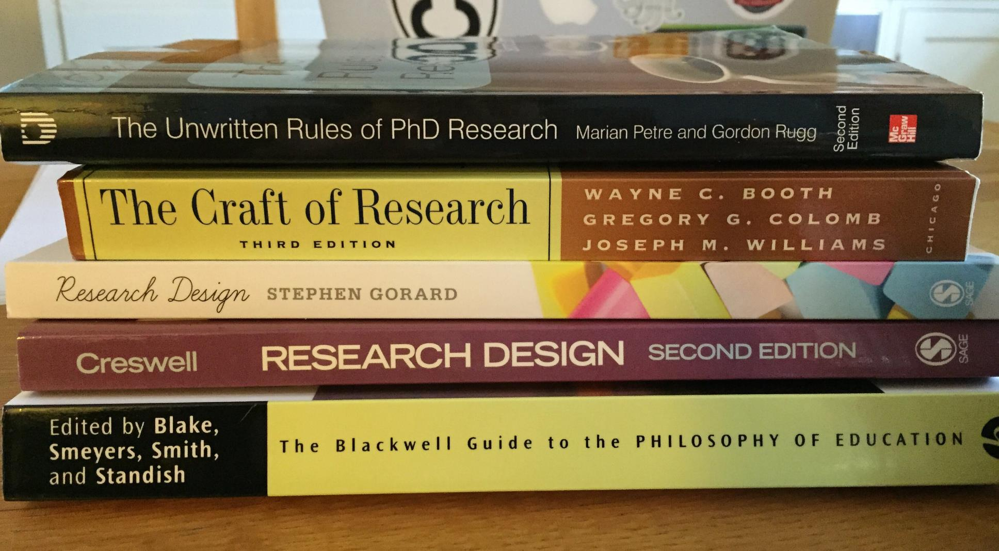 The Unwritten Rules of PhD Research Marian Petre and Gordon Rugg
Second
Edition
Mc
Graw
Hill
The Craft of Research
THIRD EDITION
WAYNE C. BOOTH
GREGORY G. COLOMB
JOSEPH M. WILLIAMS
CHICAGO
Research Design STEPHEN GORARD
SAGE
Creswell RESEARCH DESIGN SECOND EDITION
SAGE
Edited by Blake,
Smeyers, Smith,
and Standish
The Blackwell Guide to the PHILOSOPHY OF EDUCATION